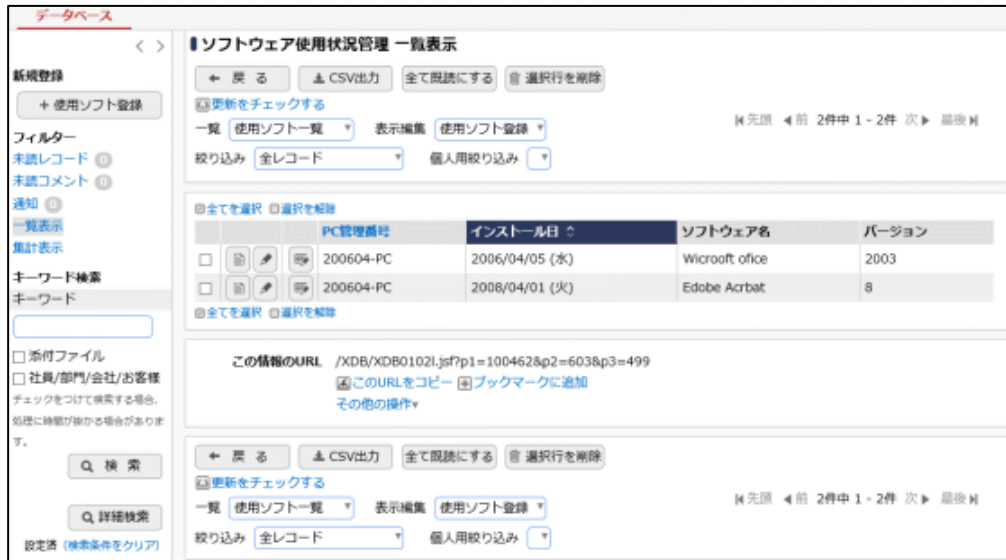 データベース
< >
新規登録
+ 使用ソフト登録
フィルター
未読レコード 0
未読コメント 0
通知 0
一覧表示
集計表示
キーワード検索
キーワード
添付ファイル
社員/部門/会社/お客様
チェックをつけて検索する場合、
処理に時間が掛かる場合がありま
す。
検 索
詳細検索
設定済 (検索条件をクリア)
ソフトウェア使用状況管理 一覧表示
戻 る CSV出力 全て既読にする 選択行を削除
更新をチェックする
一覧 使用ソフト一覧 表示編集 使用ソフト登録
先頭 前 2件中 1 - 2件 次 最後
絞り込み 全レコード 個人用絞り込み
全てを選択 選択を解除
PC管理番号 インストール日 ソフトウェア名 バージョン
200604-PC 2006/04/05 (水) Wicrooft ofice 2003
200604-PC 2008/04/01 (火) Edobe Acrbat 8
全てを選択 選択を解除
この情報のURL /XDB/XDB0102l.jsf?p1=100462&p2=603&p3=499
このURLをコピー ブックマークに追加
その他の操作
戻 る CSV出力 全て既読にする 選択行を削除
更新をチェックする
一覧 使用ソフト一覧 表示編集 使用ソフト登録
先頭 前 2件中 1 - 2件 次 最後
絞り込み 全レコード 個人用絞り込み